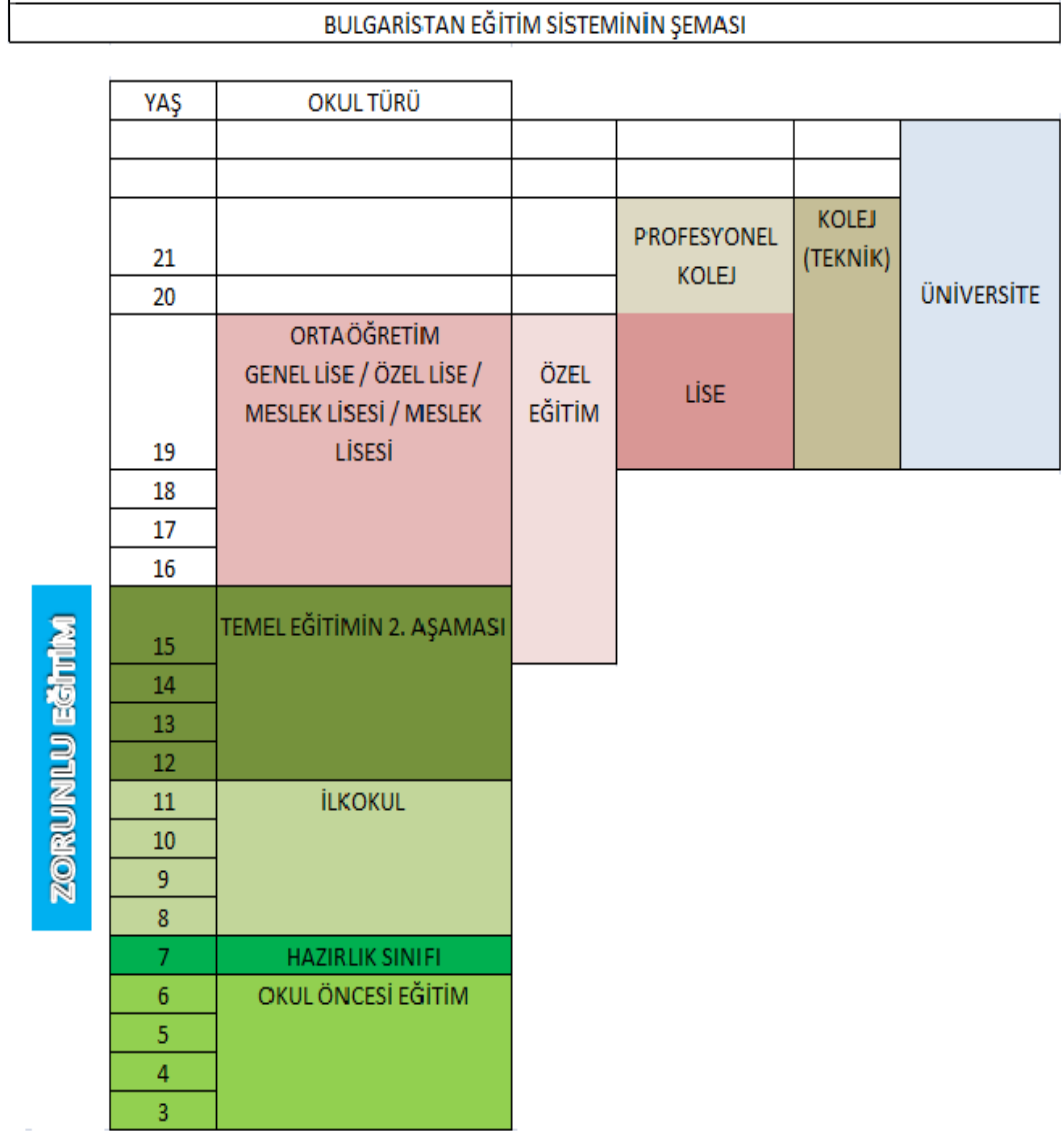 BULGARİSTAN EĞİTİM SİSTEMİNİN ŞEMASI
YAŞ OKUL TÜRÜ
21
20
PROFESYONEL
KOLEJ
KOLEJ
(TEKNİK)
ÜNİVERSİTE
ORTAÖĞRETİM
GENEL LİSE / ÖZEL LİSE /
MESLEK LİSESİ / MESLEK
LİSESİ
ÖZEL
EĞİTİM
LİSE
19
18
17
16
ZORUNLU EĞİTİM
TEMEL EĞİTİMİN 2. AŞAMASI
15
14
13
12
11 İLKOKUL
10
9
8
7 HAZIRLIK SINIFI
6 OKUL ÖNCESİ EĞİTİM
5
4
3